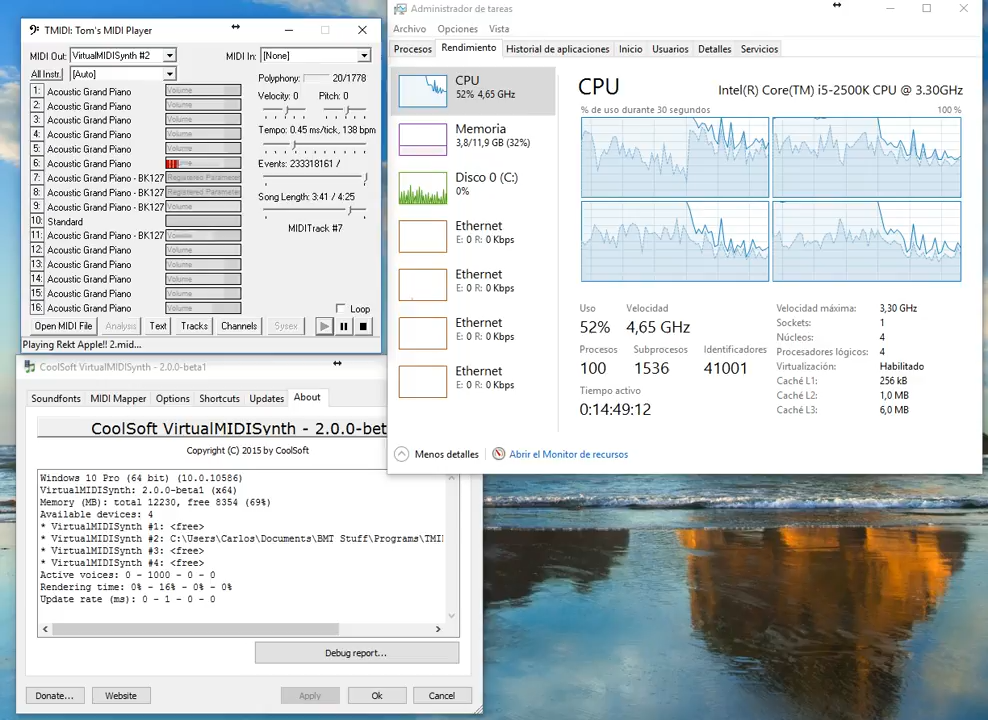 TMIDI: Tom's MIDI Player
MIDI Out: VirtualMIDISynth #2
MIDI In: [None]
All Instr. [Auto]
Polyphony: 20/1778
Velocity: 0 Pitch: 0
Tempo: 0.45 ms/tick, 138 bpm
Events: 233318161 /
Song Length: 3:41 / 4:25
MIDITrack #7
1: Acoustic Grand Piano Volume
2: Acoustic Grand Piano Volume
3: Acoustic Grand Piano Volume
4: Acoustic Grand Piano Volume
5: Acoustic Grand Piano Volume
6: Acoustic Grand Piano
7: Acoustic Grand Piano - BK127 Registered Parameter
8: Acoustic Grand Piano - BK127 Registered Parameter
9: Acoustic Grand Piano - BK127 Volume
10: Standard
11: Acoustic Grand Piano - BK127 Volume
12: Acoustic Grand Piano Volume
13: Acoustic Grand Piano Volume
14: Acoustic Grand Piano Volume
15: Acoustic Grand Piano Volume
16: Acoustic Grand Piano Volume
Loop
Open MIDI File Analysis Text Tracks Channels Sysex
Playing Rekt Apple!! 2.mid...
Administrador de tareas
Archivo Opciones Vista
Procesos Rendimiento Historial de aplicaciones Inicio Usuarios Detalles Servicios
CPU
52% 4,65 GHz
Memoria
3,8/11,9 GB (32%)
Disco 0 (C:)
0%
Ethernet
E: 0 R: 0 Kbps
Ethernet
E: 0 R: 0 Kbps
Ethernet
E: 0 R: 0 Kbps
Ethernet
E: 0 R: 0 Kbps
CPU Intel(R) Core(TM) i5-2500K CPU @ 3.30GHz
% de uso durante 30 segundos 100 %
Uso Velocidad
52% 4,65 GHz
Procesos Subprocesos Identificadores
100 1536 41001
Tiempo activo
0:14:49:12
Velocidad máxima: 3,30 GHz
Sockets: 1
Núcleos: 4
Procesadores lógicos: 4
Virtualización: Habilitado
Caché L1: 256 kB
Caché L2: 1,0 MB
Caché L3: 6,0 MB
Menos detalles Abrir el Monitor de recursos
CoolSoft VirtualMIDISynth - 2.0.0-beta1
Soundfonts MIDI Mapper Options Shortcuts Updates About
CoolSoft VirtualMIDISynth - 2.0.0-bet
Copyright (C) 2015 by CoolSoft
Windows 10 Pro (64 bit) (10.0.10586)
VirtualMIDISynth: 2.0.0-beta1 (x64)
Memory (MB): total 12230, free 8354 (69%)
Available devices: 4
* VirtualMIDISynth #1: <free>
* VirtualMIDISynth #2: C:\Users\Carlos\Documents\BMT Stuff\Programs\TMI
* VirtualMIDISynth #3: <free>
* VirtualMIDISynth #4: <free>
Active voices: 0 - 1000 - 0 - 0
Rendering time: 0% - 16% - 0% - 0%
Update rate (ms): 0 - 1 - 0 - 0
Debug report...
Donate... Website Apply Ok Cancel